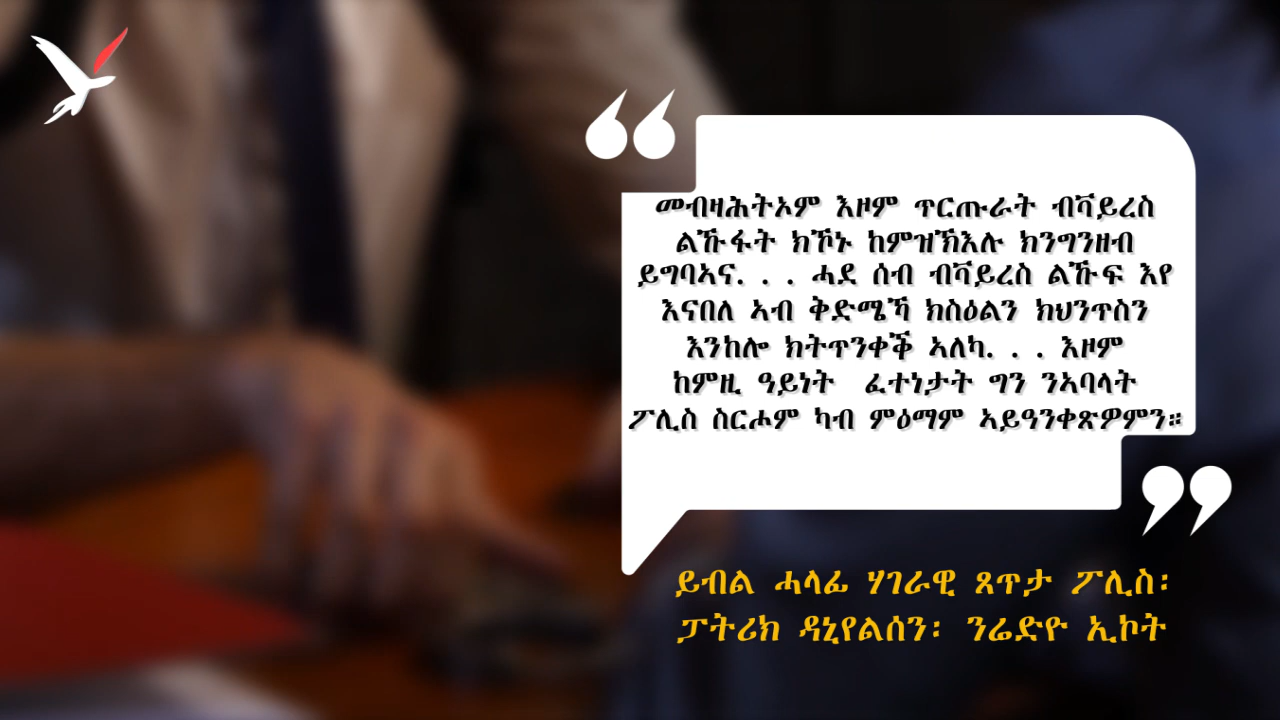 መብዛሕትኦም እዞም ጥርጡራት ብቫይረስ
ልኹፋት ክኾኑ ከምዝኽእሉ ክንግንዘብ
ይግባኣና. . . ሓደ ሰብ ብቫይረስ ልኹፍ እየ
እናበለ ኣብ ቅድሜኻ ክስዕልን ክህንጥስን
እንከሎ ክትጥንቀቕ ኣለካ. . . እዞም
ከምዚ ዓይነት ፈተነታት ግን ንኣባላት
ፖሊስ ስርሖም ካብ ምዕማም ኣይዓንቀጽዎምን።
ይብል ሓላፊ ሃገራዊ ጸጥታ ፖሊስ፡
ፓትሪክ ዳኒየልሰን፡ ንሬድዮ ኢኮት